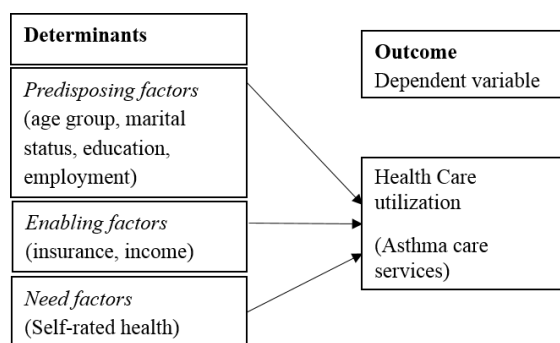 Determinants
Predisposing factors
(age group, marital
status, education,
employment)
Enabling factors
(insurance, income)
Need factors
(Self-rated health)
Outcome
Dependent variable
Health Care
utilization
(Asthma care
services)